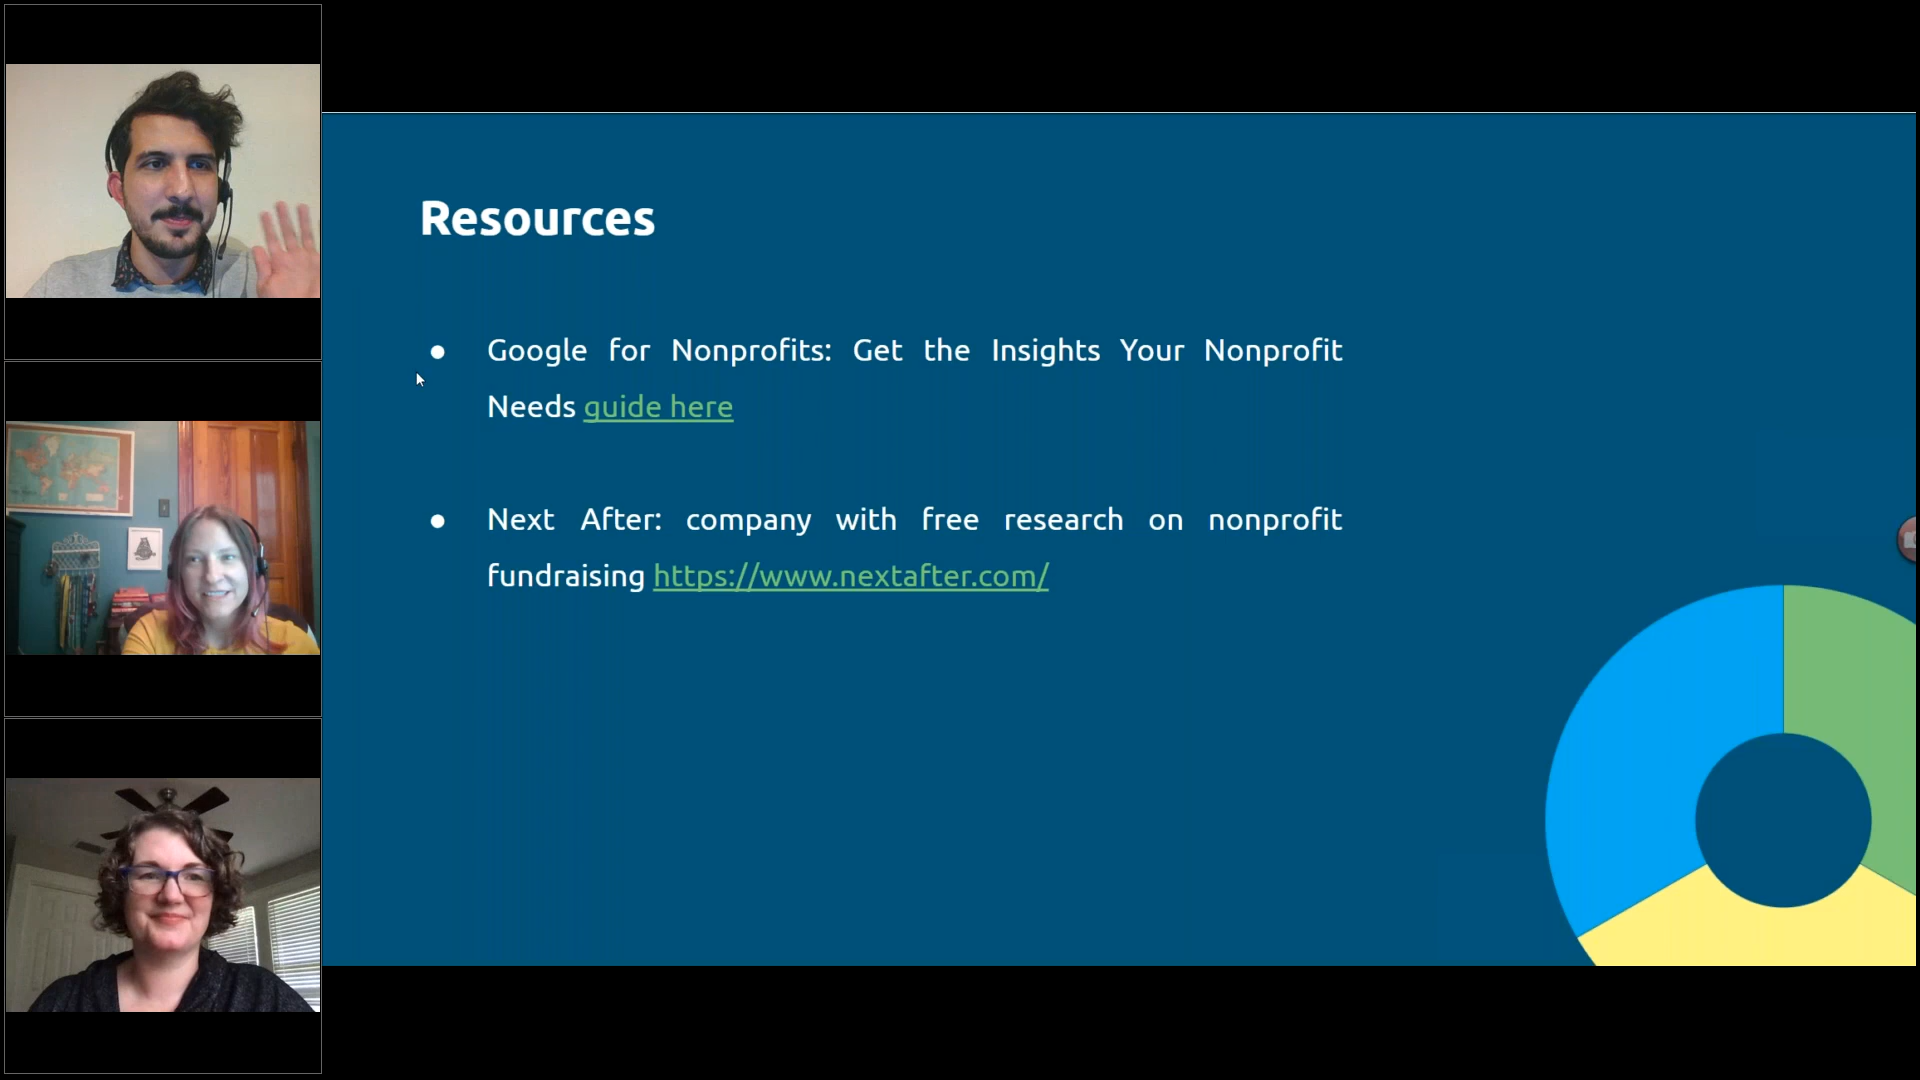 Resources
● Google for Nonprofits: Get the Insights Your Nonprofit
Needs guide here
● Next After: company with free research on nonprofit
fundraising https://www.nextafter.com/